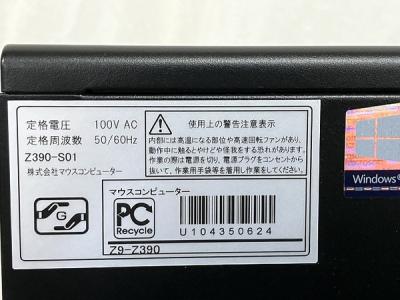 定格電圧 100V AC
定格周波数 50/60Hz
Z390-S01
株式会社マウスコンピューター
使用上の警告注意表示
内部には高温になる部位や高速回転ファンがあり、
動作中に触るとやけどや怪我をする恐れがあります。
作業の際は電源を切り、電源プラグをコンセントから
抜いて、作業用手袋等を着用して作業してください。
G
マウスコンピューター
PC
Recycle
U104350624
Z9-Z390
Windows